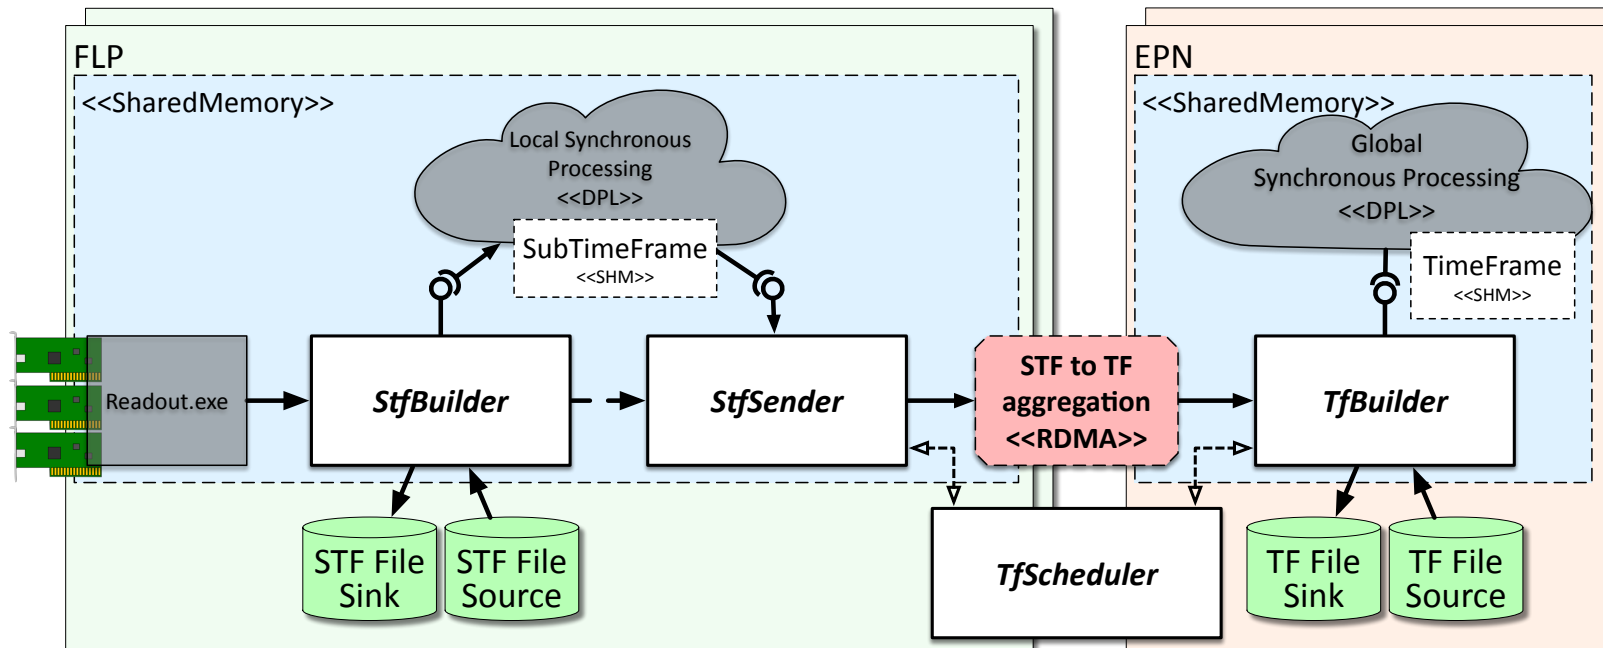 FLP
<<SharedMemory>>
Local Synchronous
Processing
<<DPL>>
SubTimeFrame
<<SHM>>
Readout.exe
StfBuilder
StfSender
STF to TF
aggregation
<<RDMA>>
STF File
Sink
STF File
Source
TfScheduler
EPN
<<SharedMemory>>
Global
Synchronous Processing
<<DPL>>
TimeFrame
<<SHM>>
TfBuilder
TF File
Sink
TF File
Source